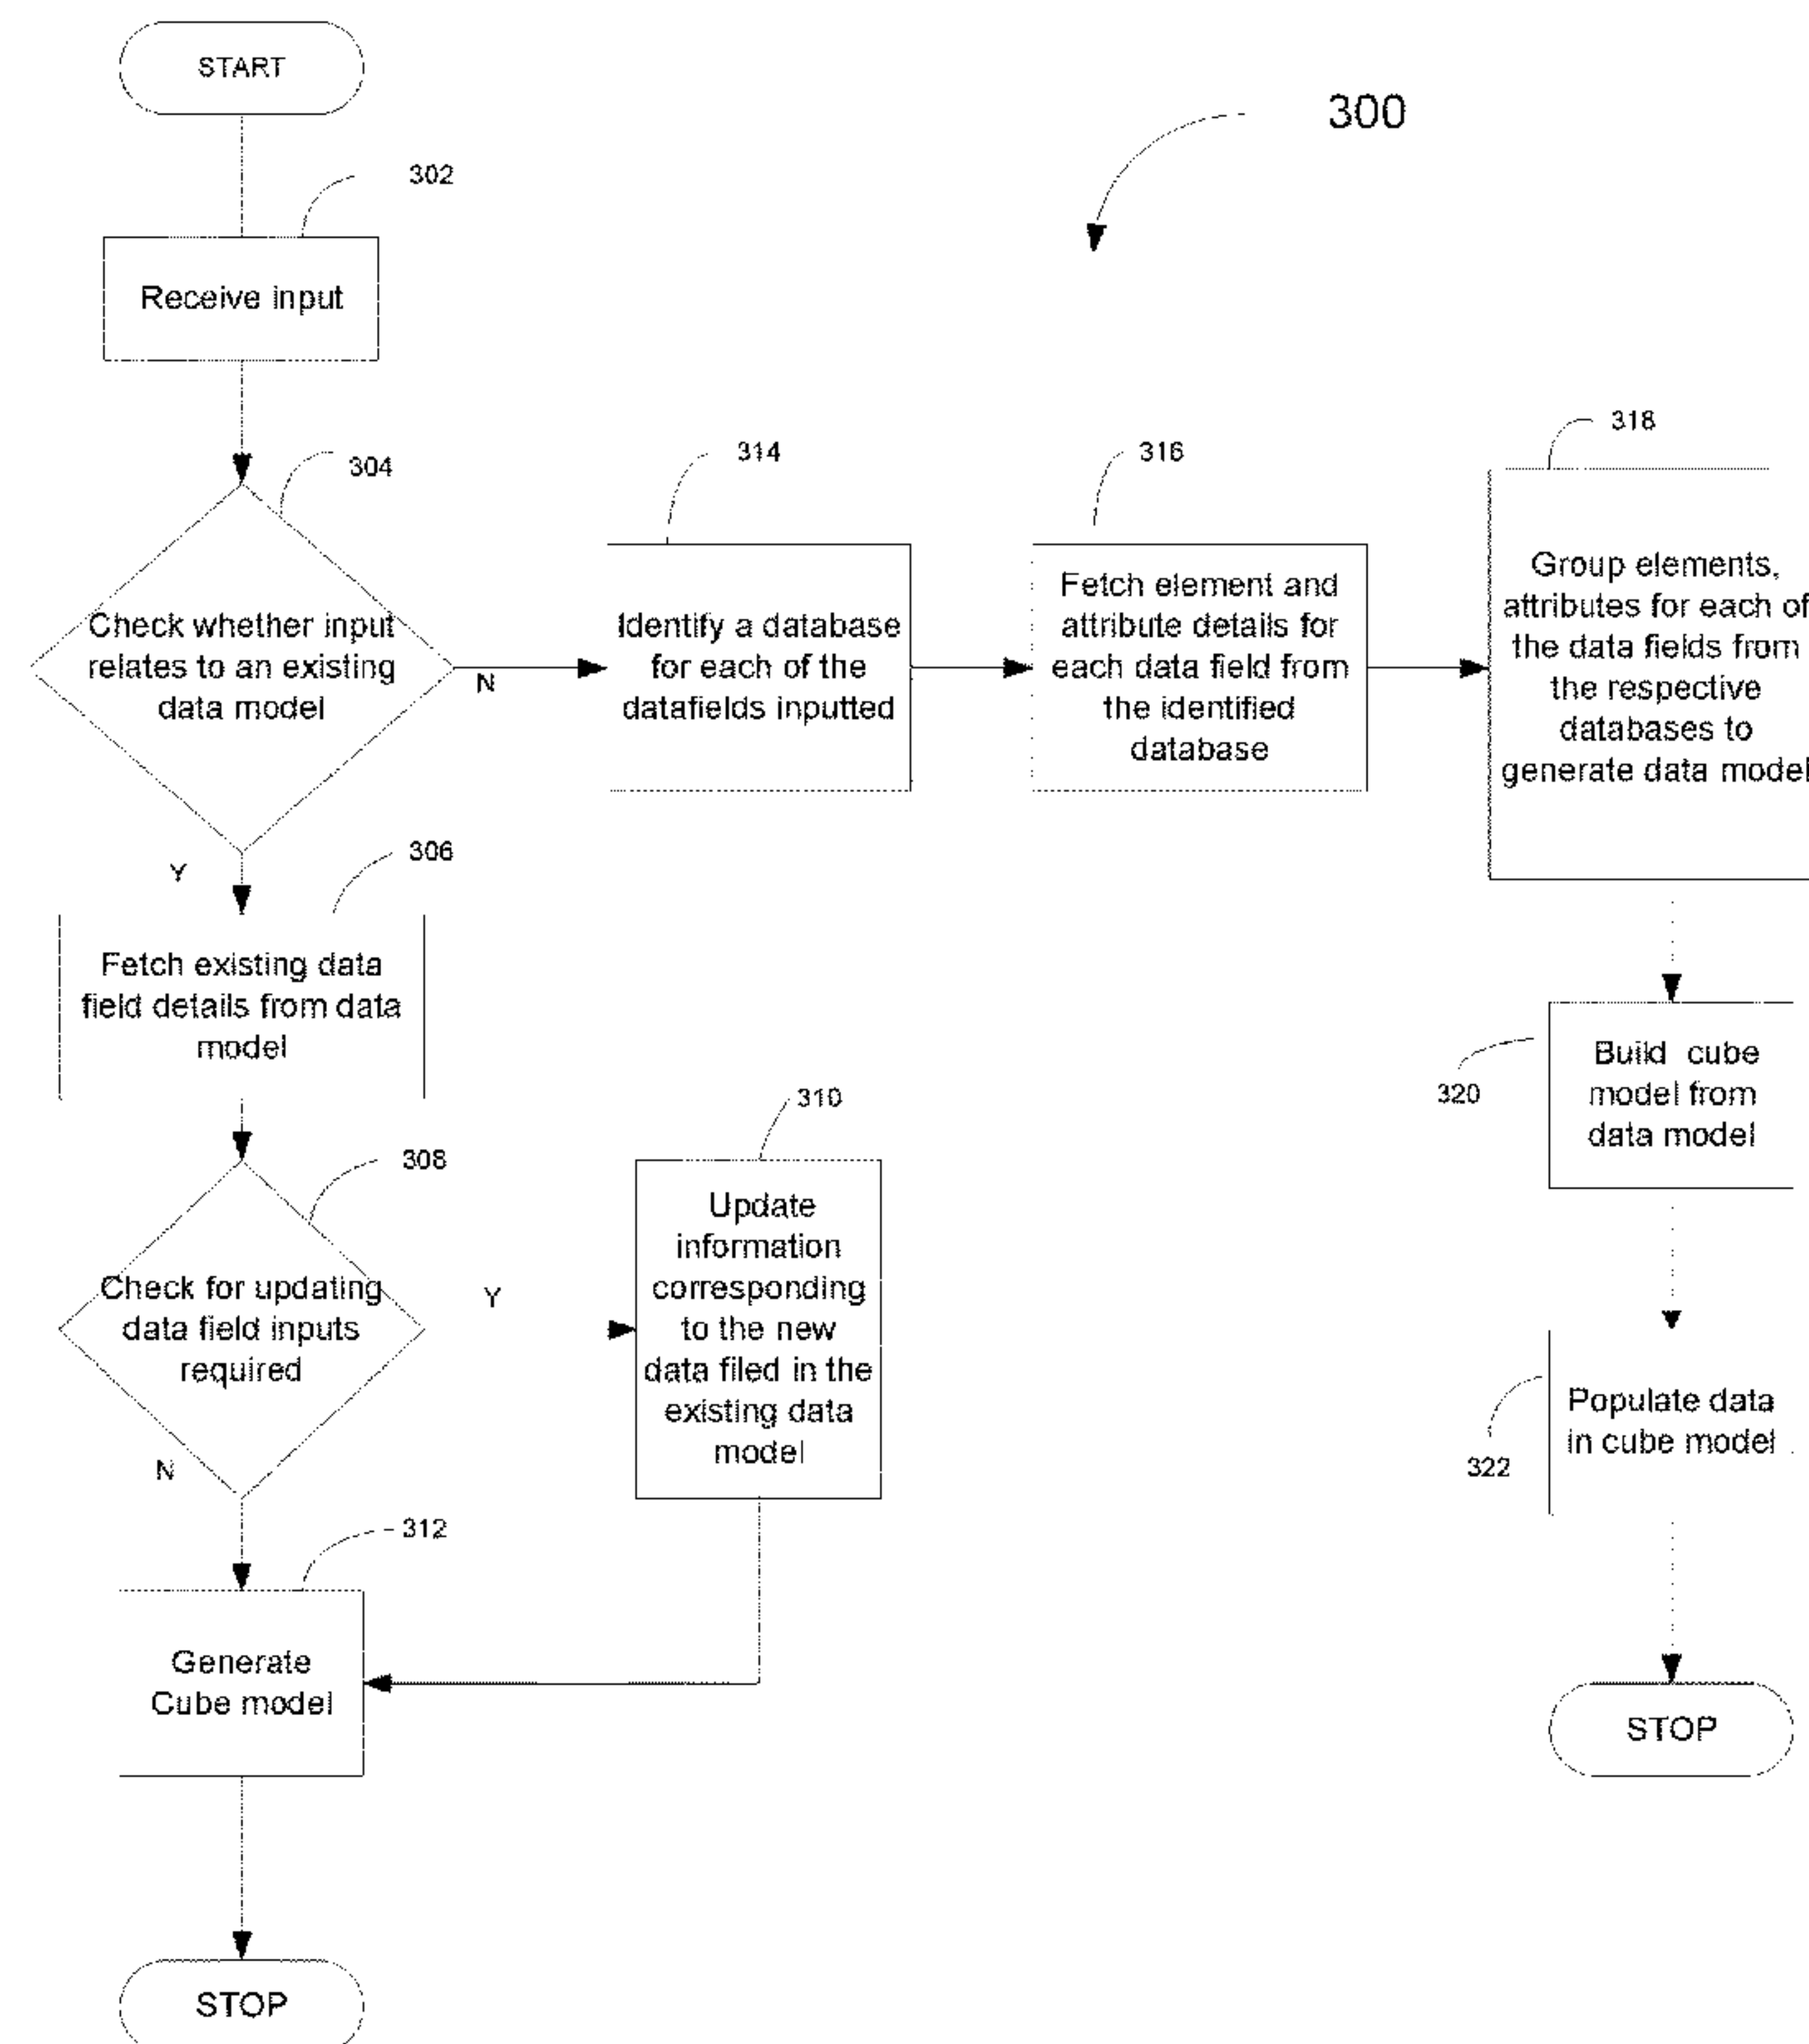 START
300
302
Receive input
304
Check whether input
relates to an existing
data model
N
Y
314
Identify a database
for each of the
datafields inputted
316
Fetch element and
attribute details for
each data field from
the identified
database
318
Group elements,
attributes for each of
the data fields from
the respective
databases to
generate data model
306
Fetch existing data
field details from data
model
308
Check for updating
data field inputs
required
Y
N
310
Update
information
corresponding
to the new
data filed in the
existing data
model
312
Generate
Cube model
STOP
320
Build cube
model from
data model
322
Populate data
in cube model
STOP